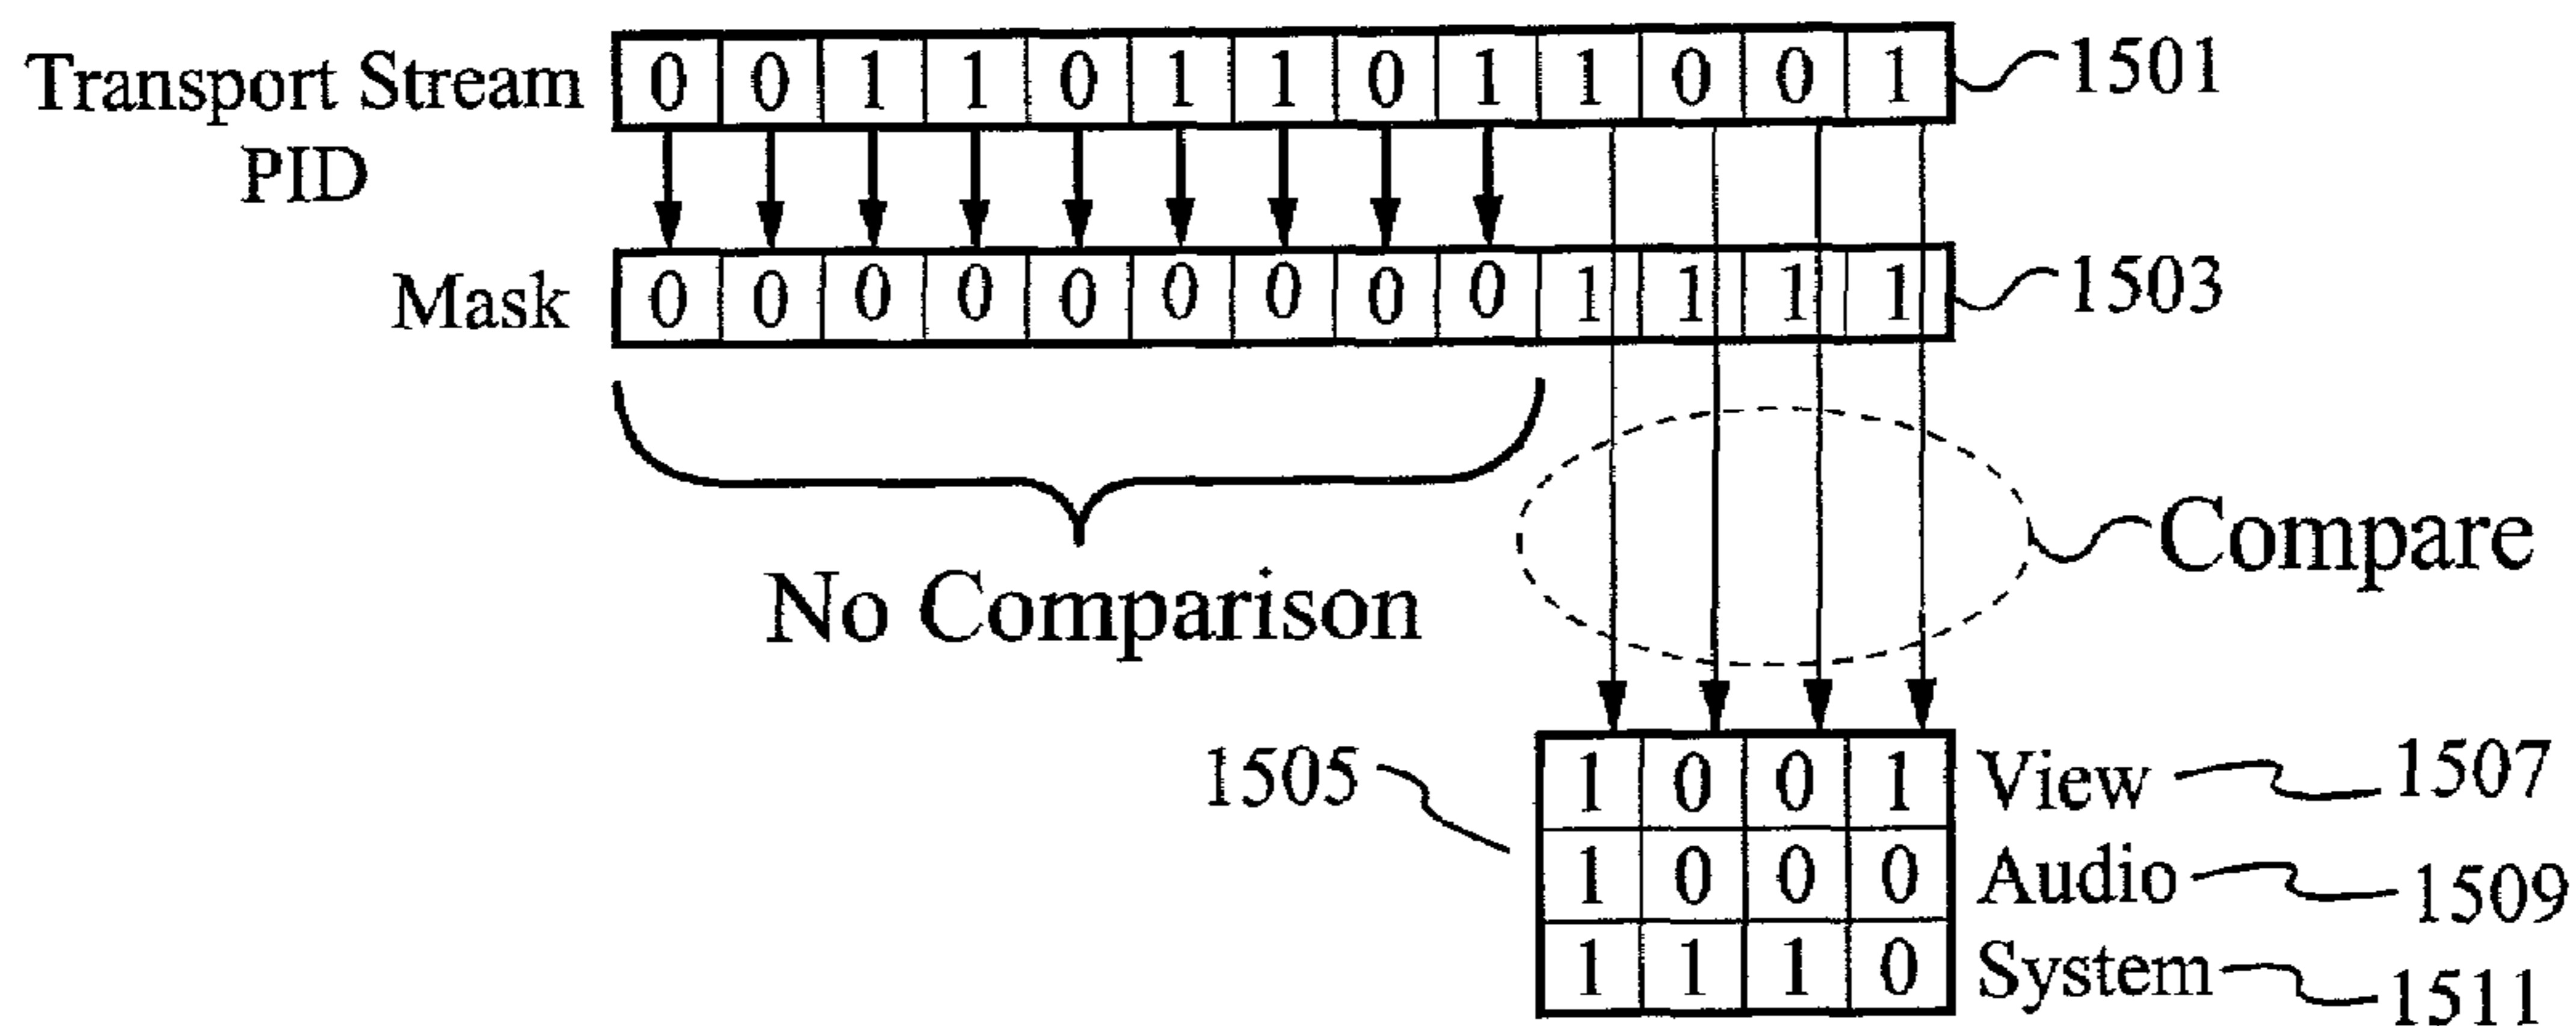 Transport Stream 0 0 1 1 0 1 1 0 1 1 0 0 1 1501
PID
Mask 0 0 0 0 0 0 0 0 0 1 1 1 1 1503
Compare
No Comparison
1505 1 0 0 1 View 1507
1 0 0 0 Audio 1509
1 1 1 0 System 1511